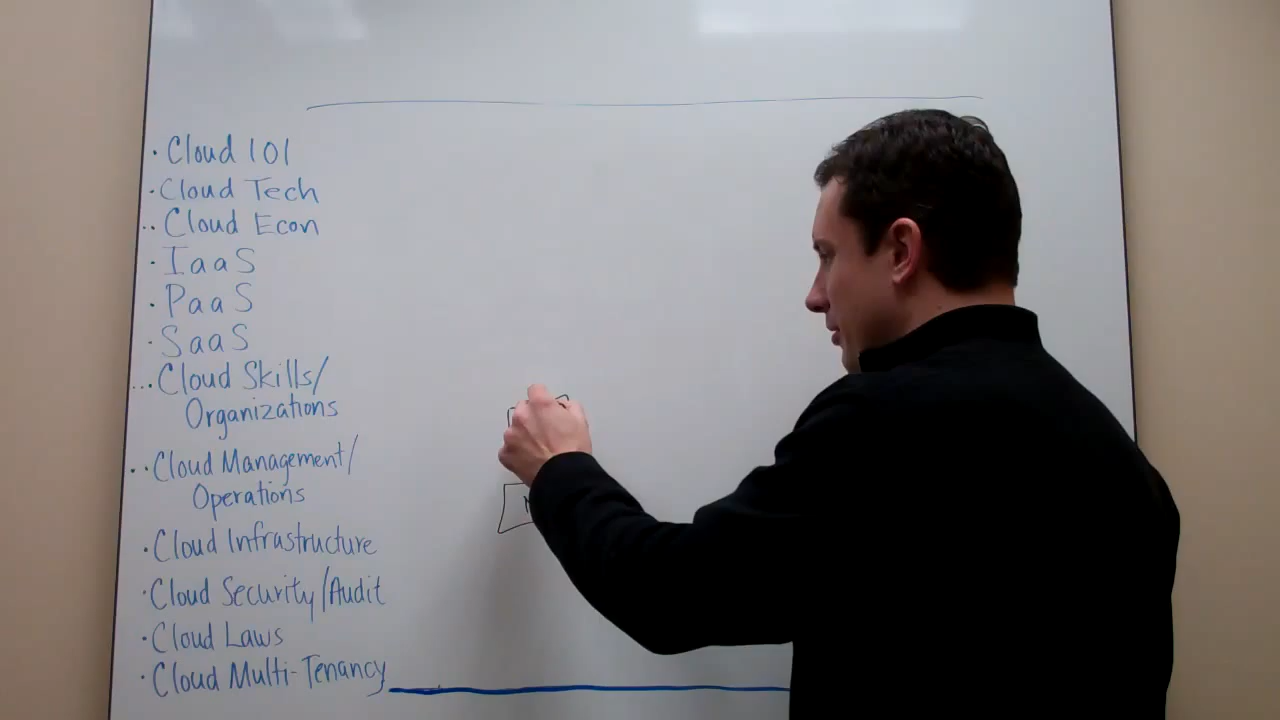 · Cloud 101
· Cloud Tech
·· Cloud Econ
· IaaS
· PaaS
· SaaS
... Cloud Skills/
Organizations
·· Cloud Management/
Operations
· Cloud Infrastructure
· Cloud Security/Audit
· Cloud Laws
· Cloud Multi-Tenancy